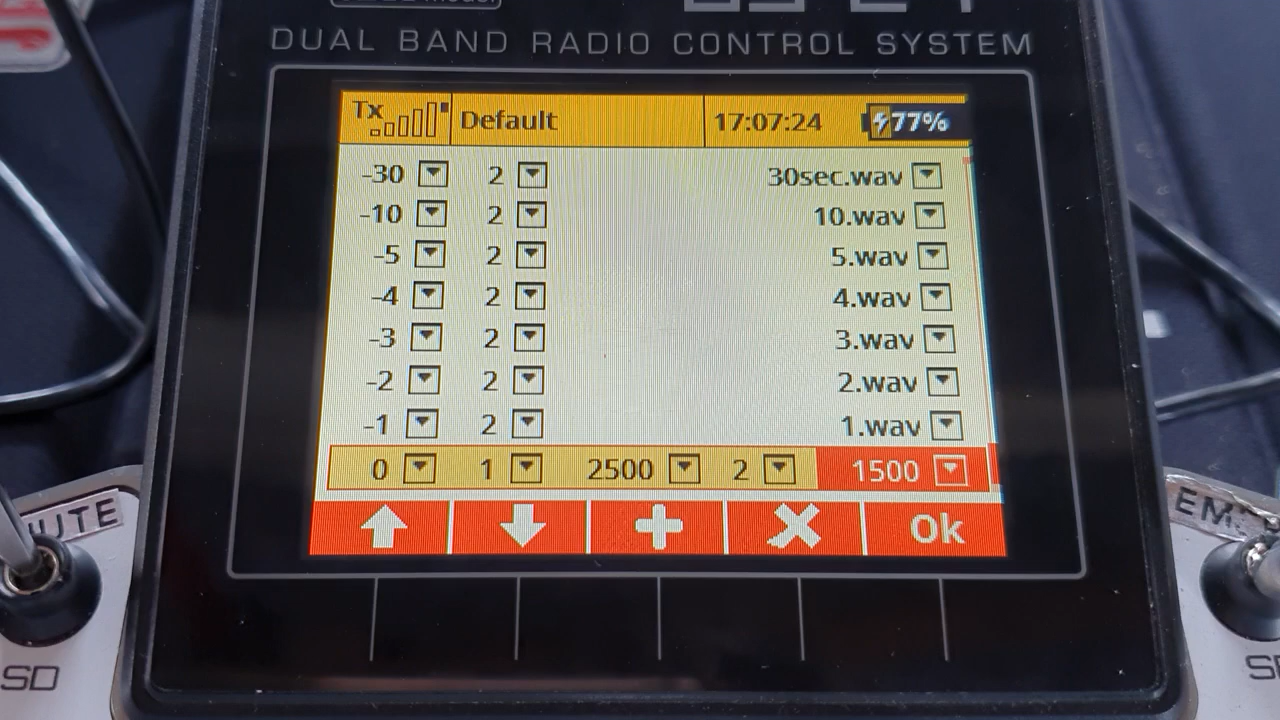 DUAL BAND RADIO CONTROL SYSTEM
Tx Default 17:07:24 77%
-30 2 30sec.wav
-10 2 10.wav
-5 2 5.wav
-4 2 4.wav
-3 2 3.wav
-2 2 2.wav
-1 2 1.wav
0 1 2500 2 1500
Ok
SD